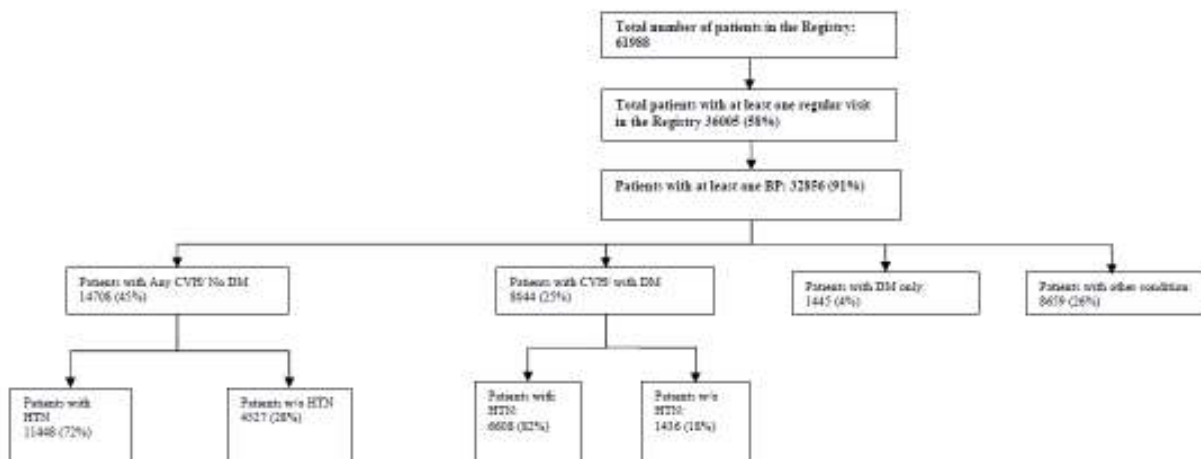 Total number of patients in the Registry:
61988
Total patients with at least one regular visit
in the Registry 36005 (58%)
Patients with at least one BP: 32856 (91%)
Patients with Any CVH/ No DM
14708 (45%)
Patients with CVH/ with DM
8044 (25%)
Patients with DM only:
1445 (4%)
Patients with other condition:
8659 (26%)
Patients with
HTN
11448 (72%)
Patients w/o HTN
4327 (28%)
Patients with
HTN:
6608 (82%)
Patients w/o
HTN:
1436 (18%)